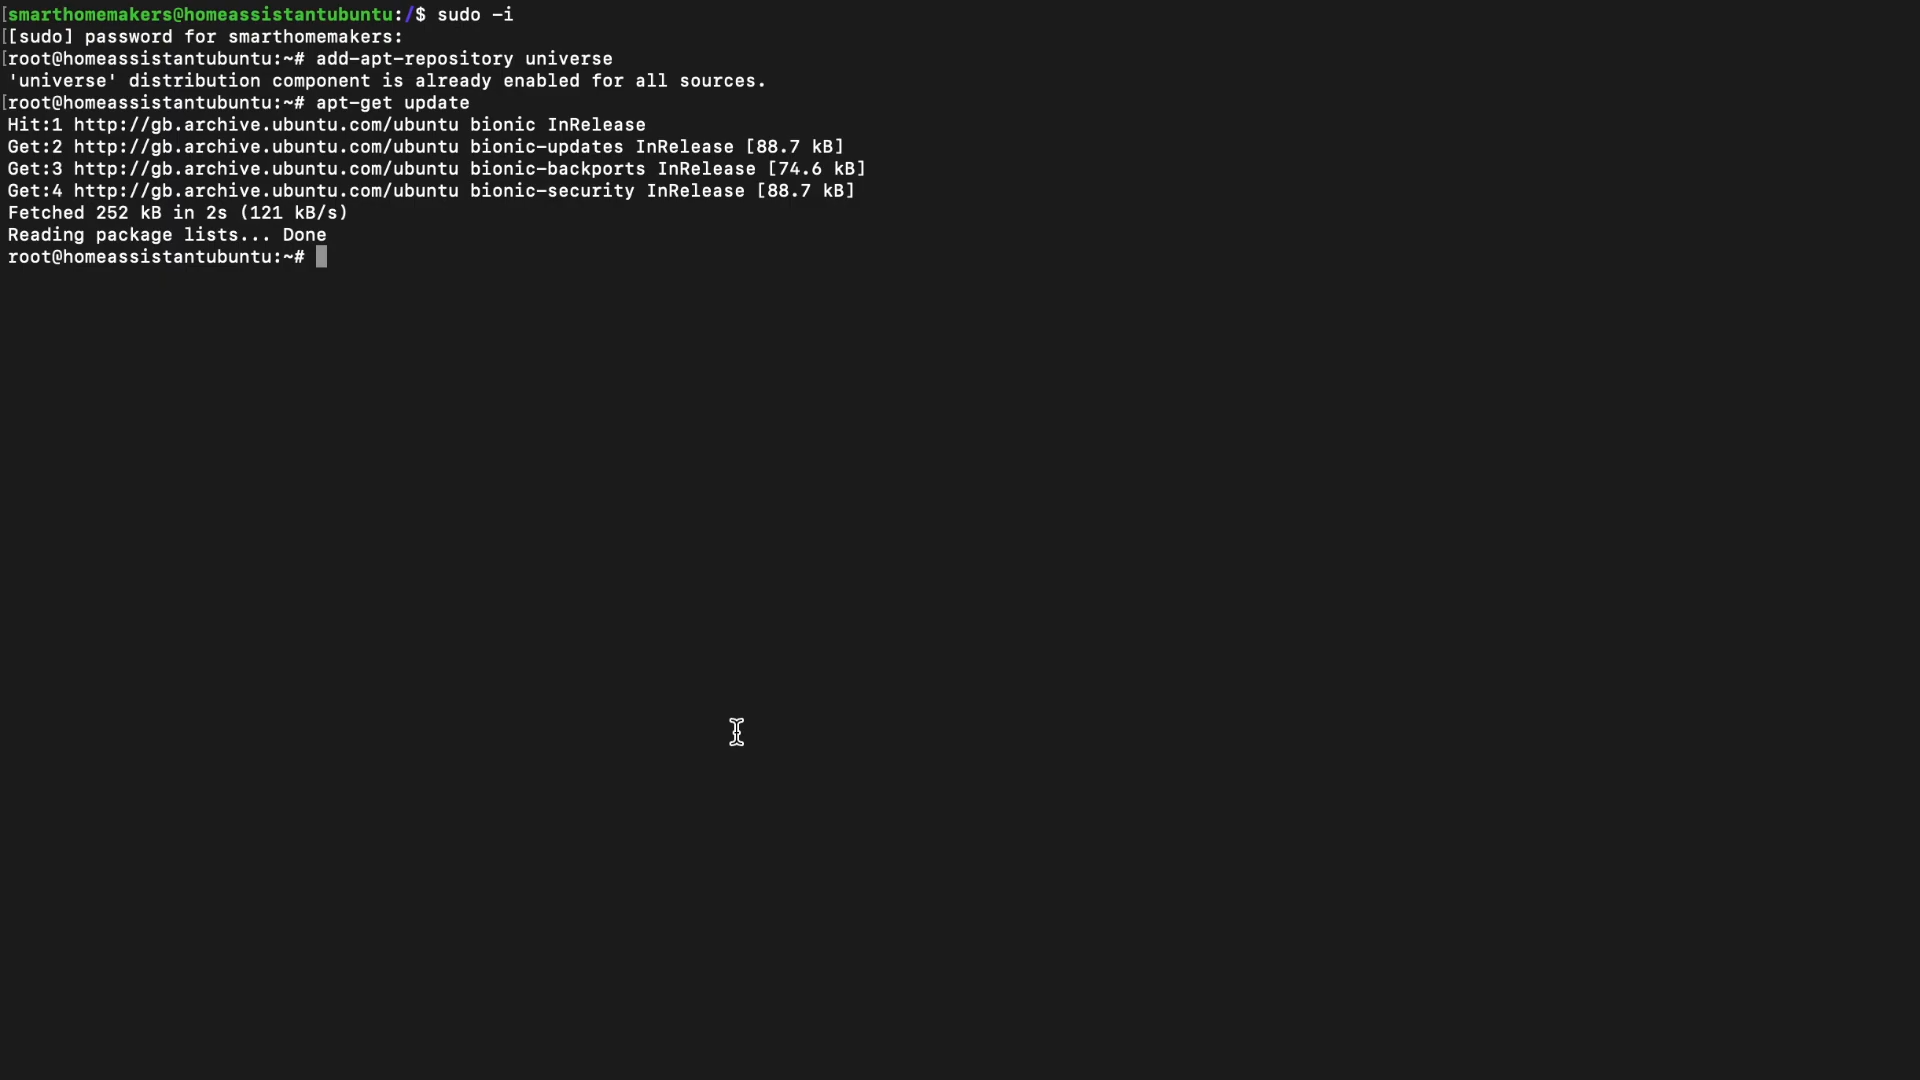 [smarthomemakers@homeassistantubuntu:/$ sudo -i
[[sudo] password for smarthomemakers:
[root@homeassistantubuntu:~# add-apt-repository universe
'universe' distribution component is already enabled for all sources.
[root@homeassistantubuntu:~# apt-get update
Hit:1 http://gb.archive.ubuntu.com/ubuntu bionic InRelease
Get:2 http://gb.archive.ubuntu.com/ubuntu bionic-updates InRelease [88.7 kB]
Get:3 http://gb.archive.ubuntu.com/ubuntu bionic-backports InRelease [74.6 kB]
Get:4 http://gb.archive.ubuntu.com/ubuntu bionic-security InRelease [88.7 kB]
Fetched 252 kB in 2s (121 kB/s)
Reading package lists... Done
root@homeassistantubuntu:~#